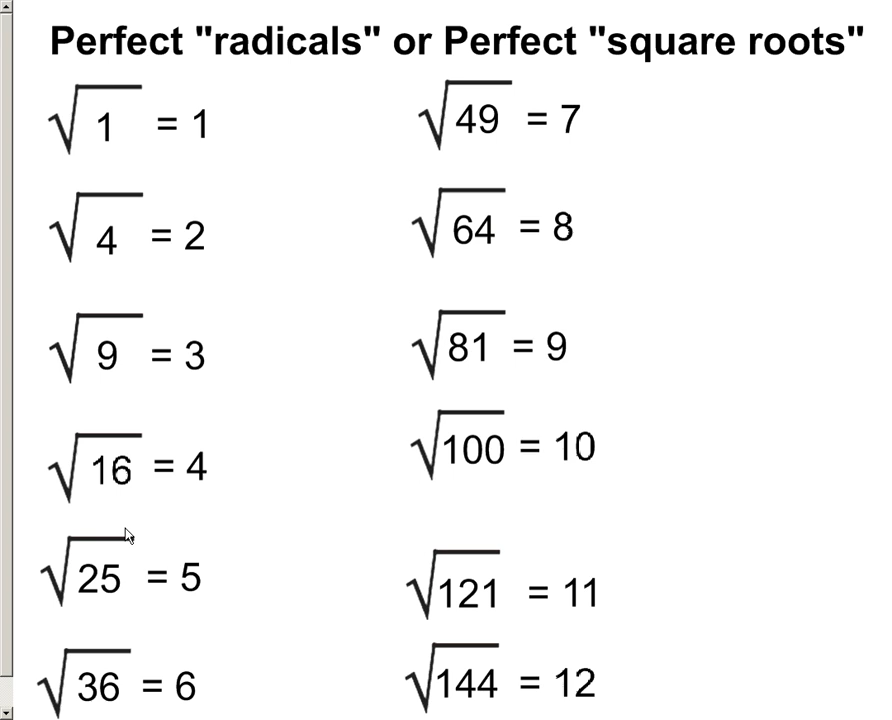 Perfect "radicals" or Perfect "square roots"
√1 = 1
√4 = 2
√9 = 3
√16 = 4
√25 = 5
√36 = 6
√49 = 7
√64 = 8
√81 = 9
√100 = 10
√121 = 11
√144 = 12